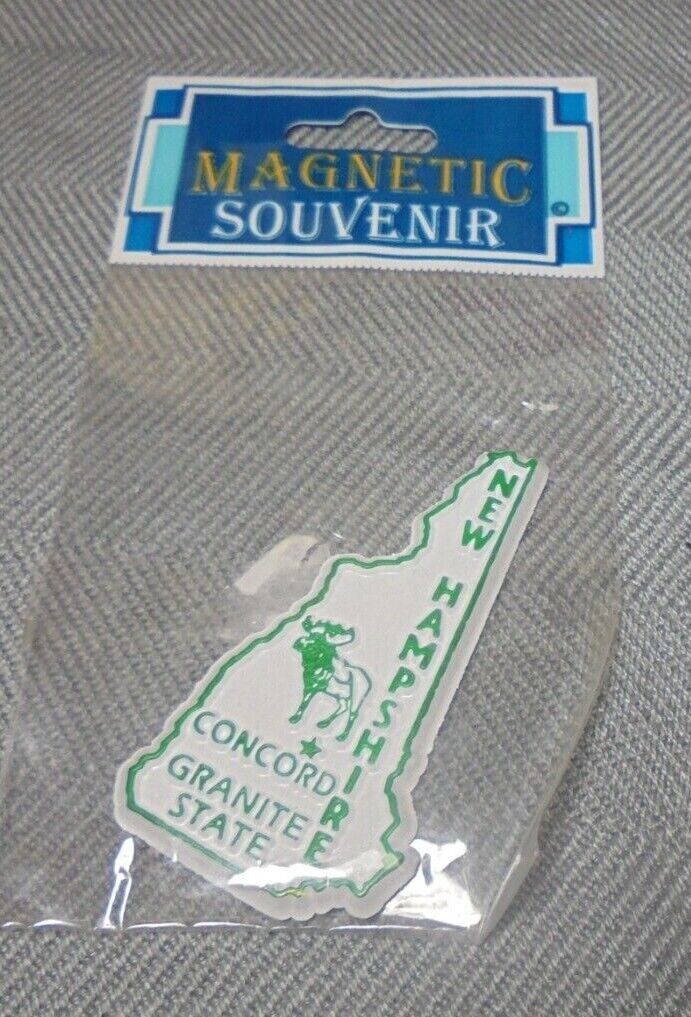 MAGNETIC
SOUVENIR ©
NEW HAMPSHIRE
CONCORD
GRANITE
STATE